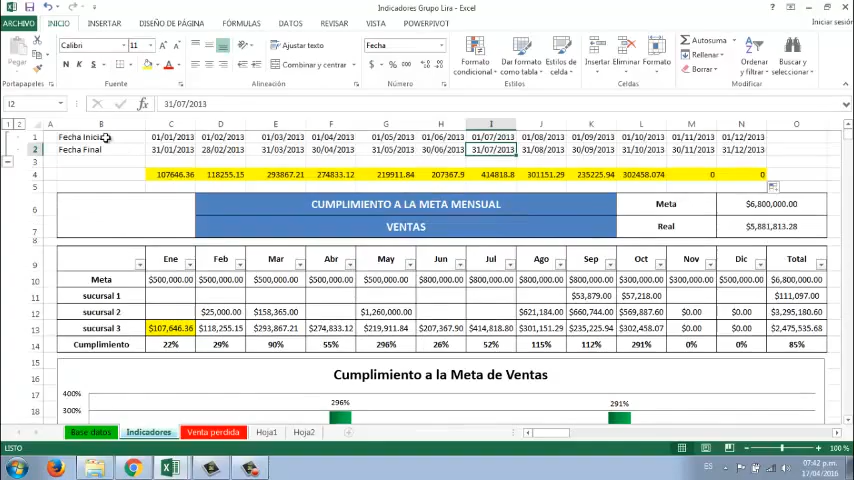 Indicadores Grupo Lira - Excel
ARCHIVO INICIO INSERTAR DISEÑO DE PÁGINA FÓRMULAS DATOS REVISAR VISTA POWERPIVOT Iniciar sesión
Calibri 11 Ajustar texto Fecha Autosuma
Pegar N K S Combinar y centrar $ % Formato condicional Dar formato como tabla Estilos de celda Insertar Eliminar Formato Rellenar Borrar Ordenar y filtrar Buscar y seleccionar
Portapapeles Fuente Alineación Número Estilos Celdas Modificar
I2 31/07/2013
1 2 A B C D E F G H I J K L M N O
1 Fecha Inicia 01/01/2013 01/02/2013 01/03/2013 01/04/2013 01/05/2013 01/06/2013 01/07/2013 01/08/2013 01/09/2013 01/10/2013 01/11/2013 01/12/2013
2 Fecha Final 31/01/2013 28/02/2013 31/03/2013 30/04/2013 31/05/2013 30/06/2013 31/07/2013 31/08/2013 30/09/2013 31/10/2013 30/11/2013 31/12/2013
3
4 107646.36 118255.15 293867.21 274833.12 219911.84 207367.9 414818.8 301151.29 235225.94 302458.074 0 0
5
6 CUMPLIMIENTO A LA META MENSUAL Meta $6,800,000.00
7 VENTAS Real $5,881,813.28
8
9 Ene Feb Mar Abr May Jun Jul Ago Sep Oct Nov Dic Total
10 Meta $500,000.00 $500,000.00 $500,000.00 $500,000.00 $500,000.00 $800,000.00 $800,000.00 $800,000.00 $800,000.00 $300,000.00 $300,000.00 $500,000.00 $6,800,000.00
11 sucursal 1 $53,879.00 $57,218.00 $111,097.00
12 sucursal 2 $25,000.00 $158,365.00 $1,260,000.00 $621,184.00 $660,744.00 $569,887.60 $0.00 $0.00 $3,295,180.60
13 sucursal 3 $107,646.36 $118,255.15 $293,867.21 $274,833.12 $219,911.84 $207,367.90 $414,818.80 $301,151.29 $235,225.94 $302,458.07 $0.00 $0.00 $2,475,535.68
14 Cumplimiento 22% 29% 90% 55% 296% 26% 52% 115% 112% 291% 0% 0% 85%
15
16 Cumplimiento a la Meta de Ventas
17 400%
18 300% 296% 291%
Base datos Indicadores Venta perdida Hoja1 Hoja2
LISTO 100 %
ES 07:42 p.m.
17/04/2016